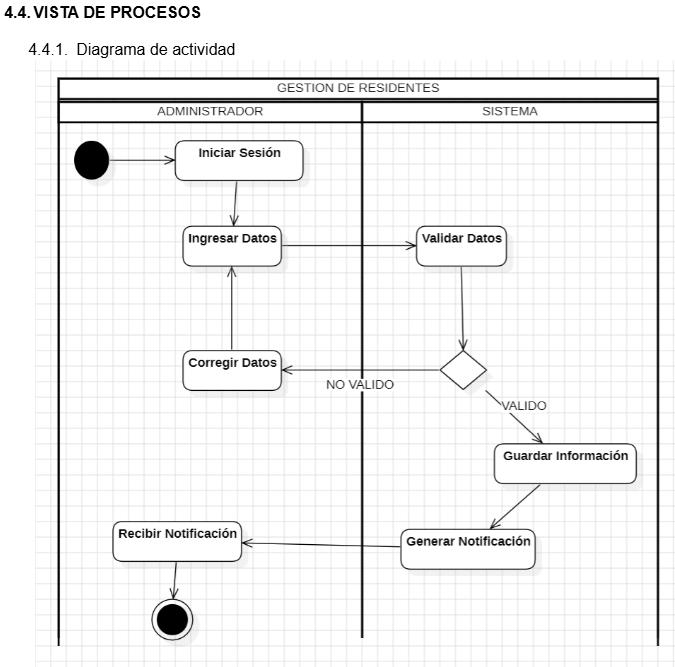 4.4. VISTA DE PROCESOS
4.4.1. Diagrama de actividad
GESTION DE RESIDENTES
ADMINISTRADOR
SISTEMA
Iniciar Sesión
Ingresar Datos
Validar Datos
Corregir Datos
NO VALIDO
VALIDO
Guardar Información
Recibir Notificación
Generar Notificación